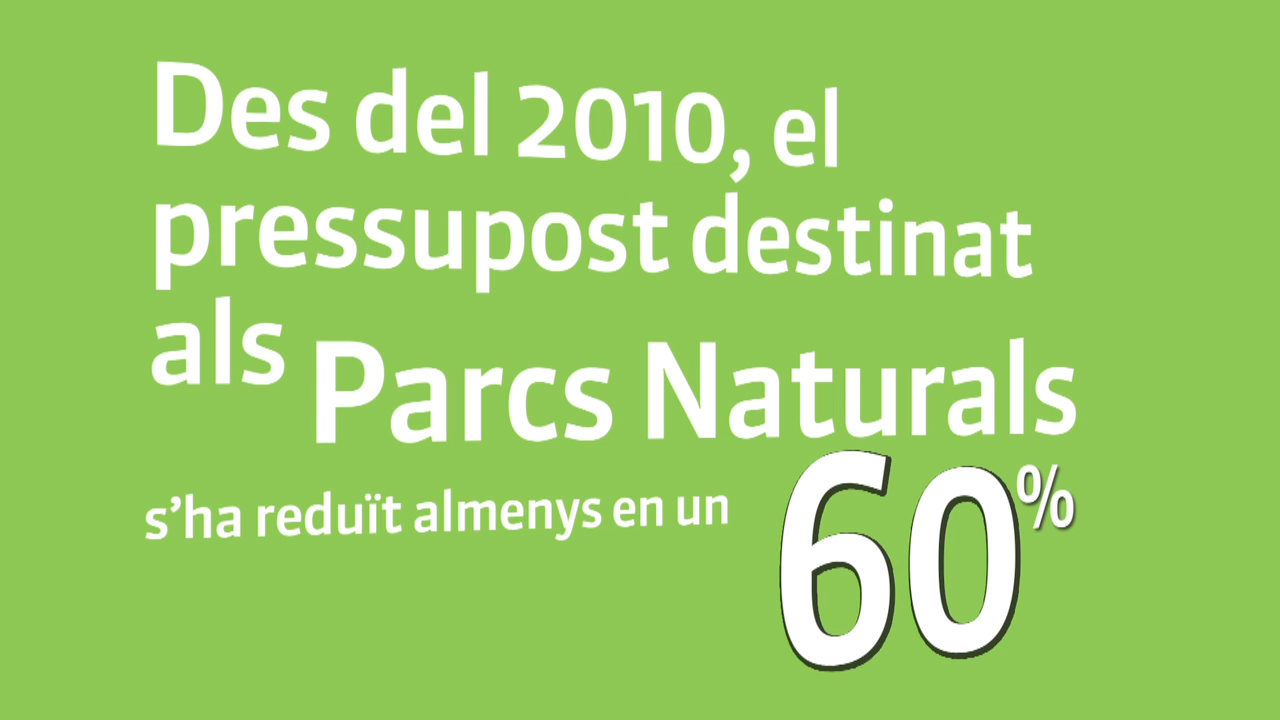 Des del 2010, el
pressupost destinat
als Parcs Naturals
s’ha reduït almenys en un 60%